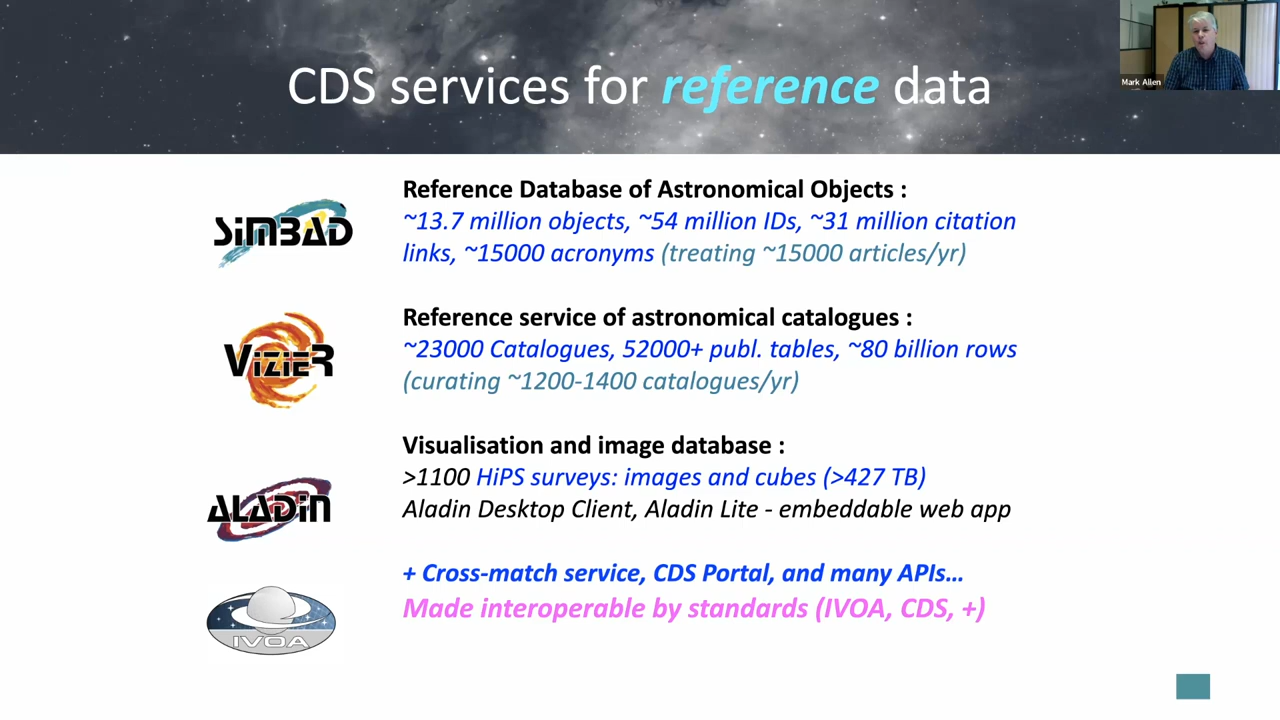 CDS services for reference data
Mark Allen
SIMBAD
Reference Database of Astronomical Objects :
~13.7 million objects, ~54 million IDs, ~31 million citation
links, ~15000 acronyms (treating ~15000 articles/yr)
VIZIER
Reference service of astronomical catalogues :
~23000 Catalogues, 52000+ publ. tables, ~80 billion rows
(curating ~1200-1400 catalogues/yr)
ALADIN
Visualisation and image database :
>1100 HiPS surveys: images and cubes (>427 TB)
Aladin Desktop Client, Aladin Lite - embeddable web app
+ Cross-match service, CDS Portal, and many APIs…
Made interoperable by standards (IVOA, CDS, +)
IVOA